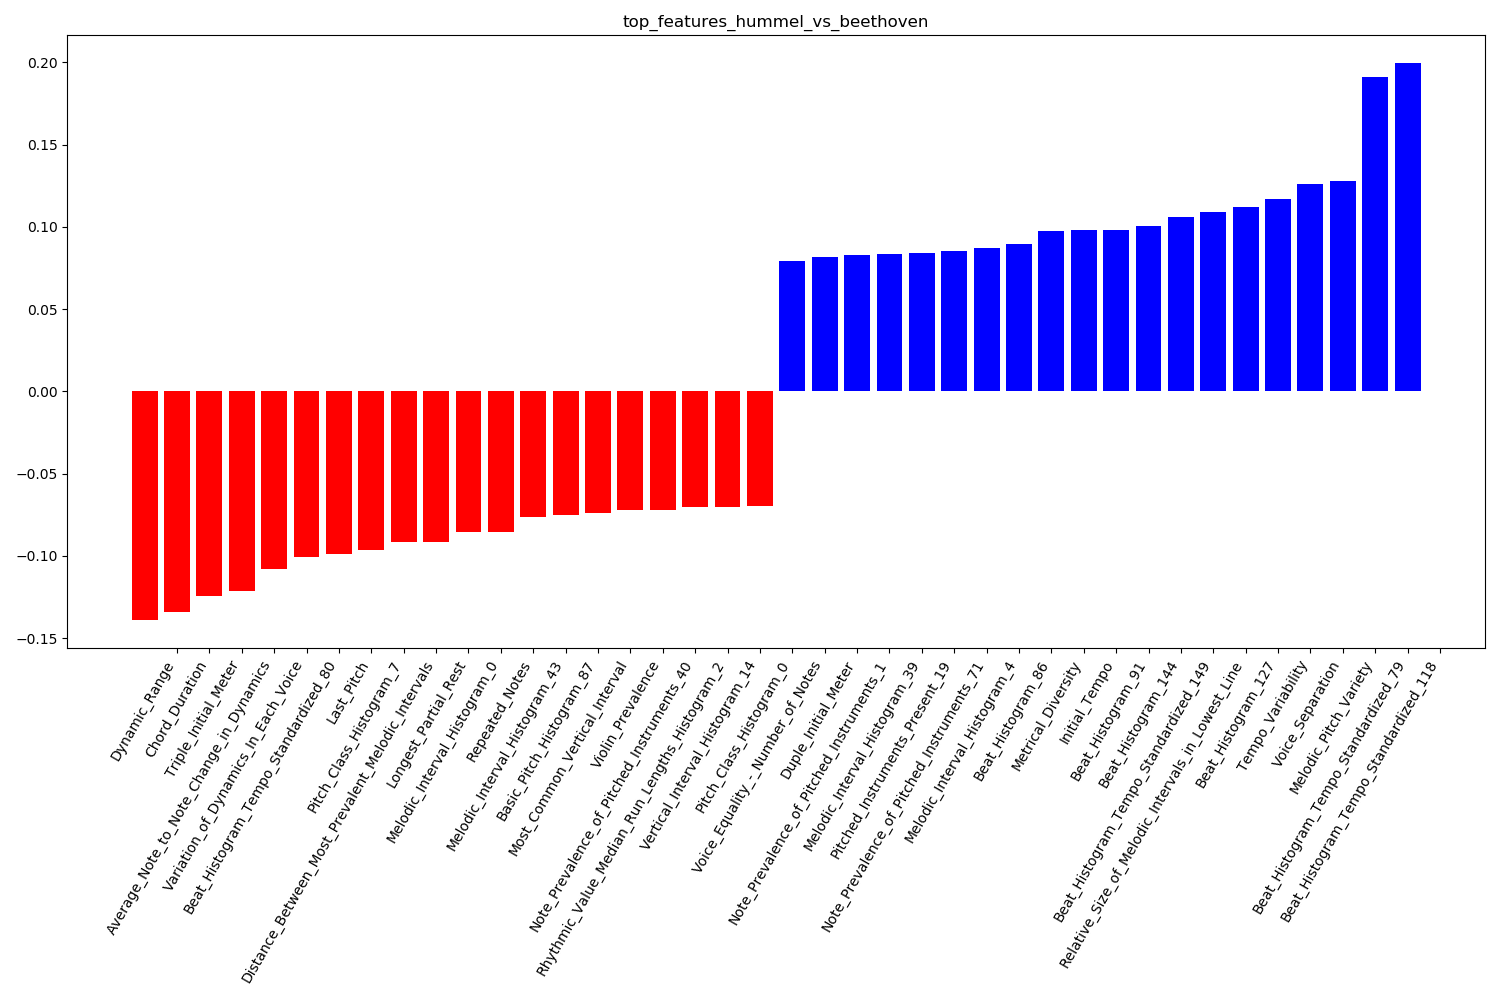 top_features_hummel_vs_beethoven
0.20
0.15
0.10
0.05
0.00
−0.05
−0.10
−0.15
Dynamic_Range
Chord_Duration
Triple_Initial_Meter
Average_Note_to_Note_Change_in_Dynamics
Variation_of_Dynamics_In_Each_Voice
Beat_Histogram_Tempo_Standardized_80
Last_Pitch
Pitch_Class_Histogram_7
Distance_Between_Most_Prevalent_Melodic_Intervals
Longest_Partial_Rest
Melodic_Interval_Histogram_0
Repeated_Notes
Melodic_Interval_Histogram_43
Basic_Pitch_Histogram_87
Most_Common_Vertical_Interval
Violin_Prevalence
Note_Prevalence_of_Pitched_Instruments_40
Rhythmic_Value_Median_Run_Lengths_Histogram_2
Vertical_Interval_Histogram_14
Pitch_Class_Histogram_0
Voice_Equality_-_Number_of_Notes
Duple_Initial_Meter
Note_Prevalence_of_Pitched_Instruments_1
Melodic_Interval_Histogram_39
Pitched_Instruments_Present_19
Note_Prevalence_of_Pitched_Instruments_71
Melodic_Interval_Histogram_4
Beat_Histogram_86
Metrical_Diversity
Initial_Tempo
Beat_Histogram_91
Beat_Histogram_144
Beat_Histogram_Tempo_Standardized_149
Relative_Size_of_Melodic_Intervals_in_Lowest_Line
Beat_Histogram_127
Tempo_Variability
Voice_Separation
Melodic_Pitch_Variety
Beat_Histogram_Tempo_Standardized_79
Beat_Histogram_Tempo_Standardized_118